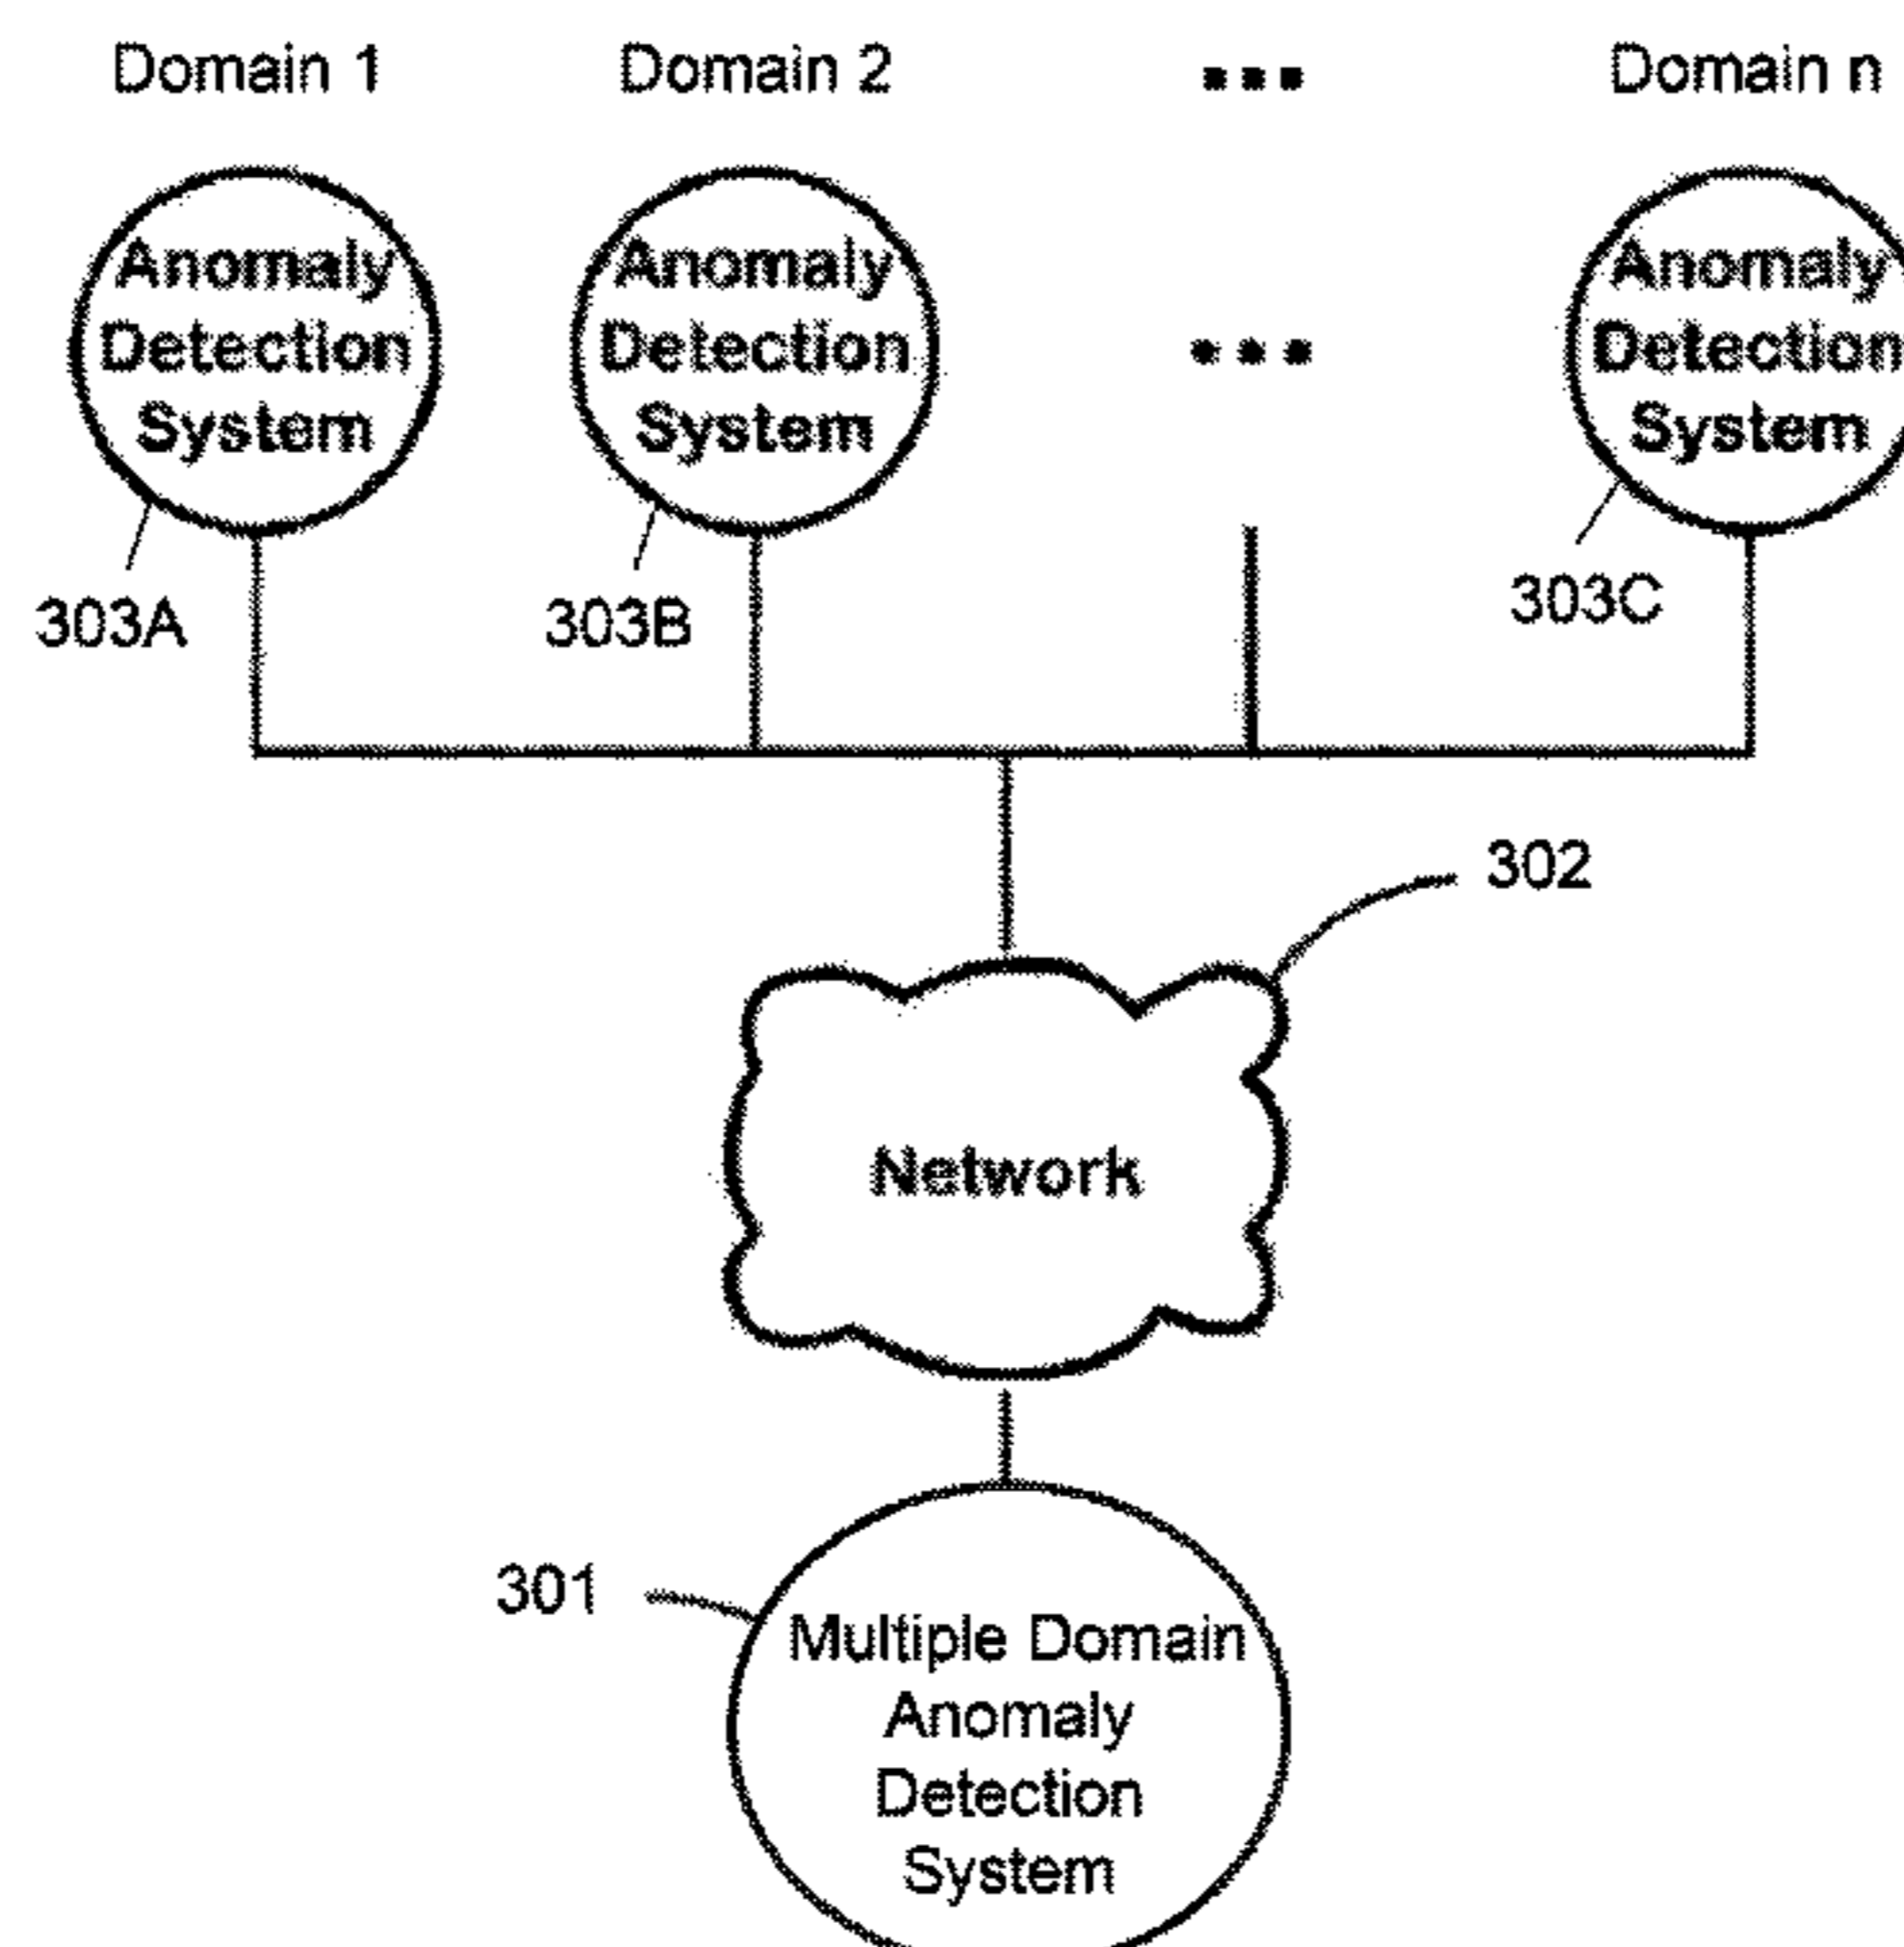 Domain 1
Domain 2
...
Domain n
Anomaly
Detection
System
Anomaly
Detection
System
...
Anomaly
Detection
System
303A
303B
303C
302
Network
301
Multiple Domain
Anomaly
Detection
System